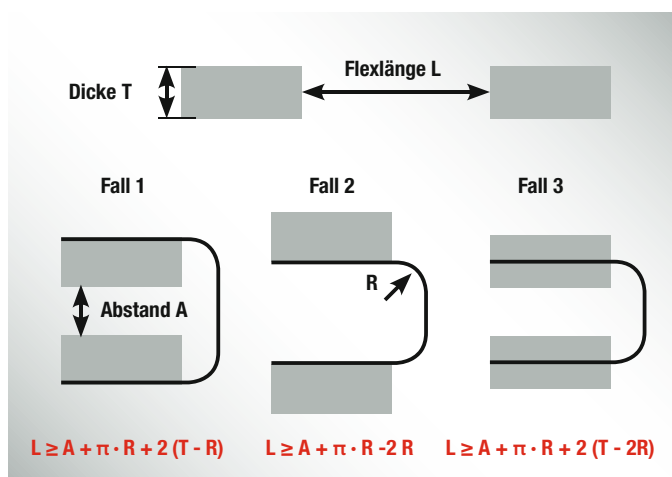 Flexlänge L
Dicke T
Fall 1
Fall 2
Fall 3
R
Abstand A
L ≥ A + π · R + 2 (T - R)
L ≥ A + π · R -2 R
L ≥ A + π · R + 2 (T - 2R)